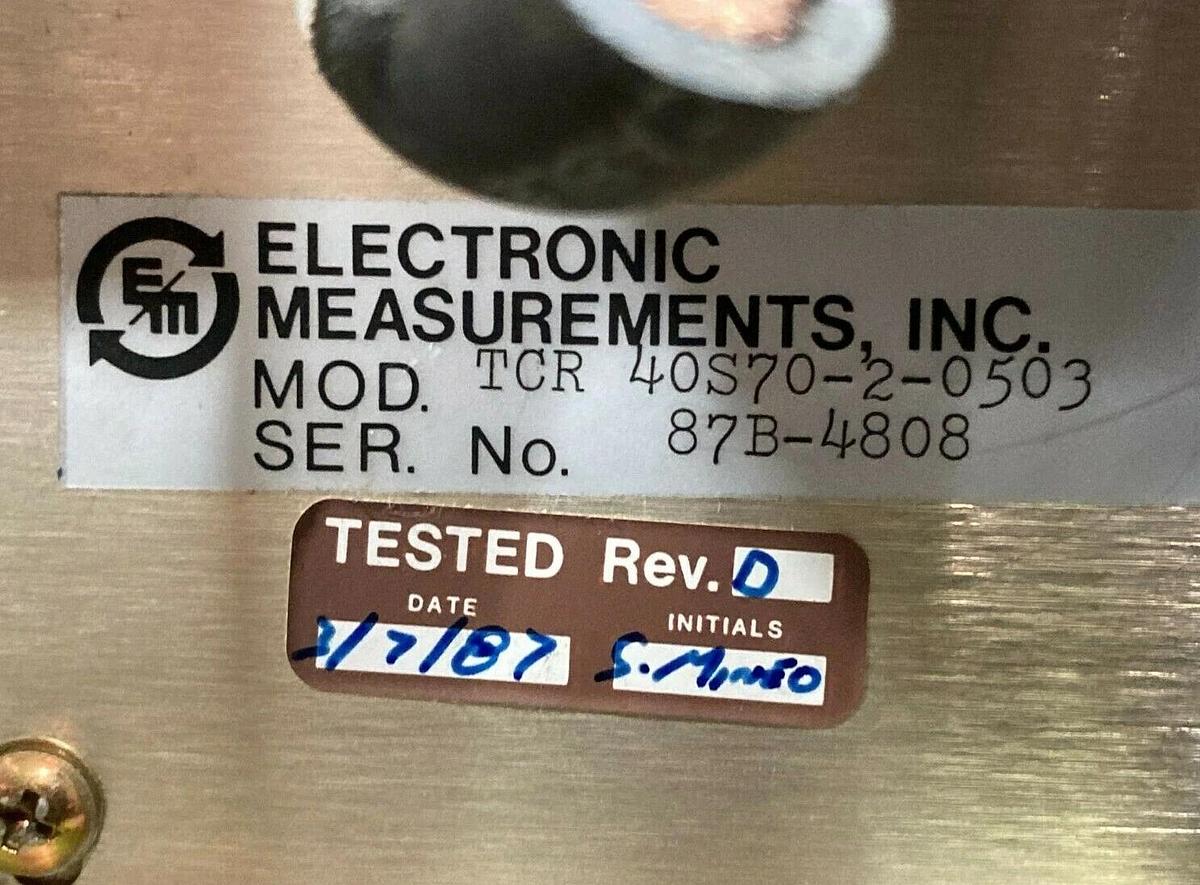 E/m
ELECTRONIC
MEASUREMENTS, INC.
MOD. TCR 40S70-2-0503
SER. No. 87B-4808
TESTED Rev. D
DATE INITIALS
3/7/87 S. Mineo